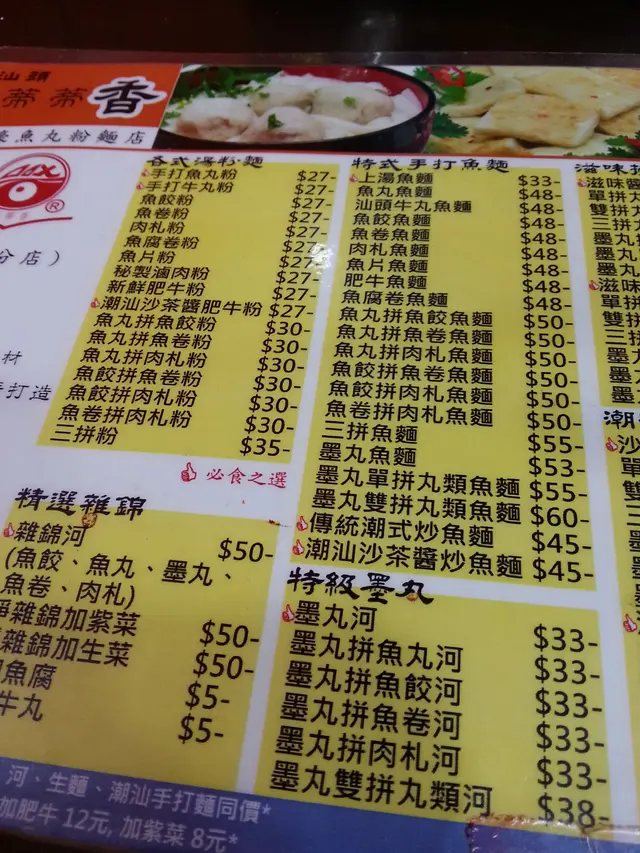 汕頭
蒂蒂香
魚丸粉麵店
分店）
材
打造
各式湯粉麵
手打魚丸粉 $27-
手打牛丸粉 $27-
魚餃粉 $27-
魚卷粉 $27-
肉札粉 $27-
魚腐卷粉 $27-
魚片粉 $27-
秘製滷肉粉 $27-
新鮮肥牛粉 $27-
潮汕沙茶醬肥牛粉 $27-
魚丸拼魚餃粉 $30-
魚丸拼魚卷粉 $30-
魚丸拼肉札粉 $30-
魚餃拼魚卷粉 $30-
魚餃拼肉札粉 $30-
魚卷拼肉札粉 $30-
三拼粉 $35-
必食之選
精選雜錦
雜錦河 $50-
(魚餃、魚丸、墨丸、
魚卷、肉札)
雜錦加紫菜 $50-
雜錦加生菜 $50-
魚腐 $5-
牛丸 $5-
特式手打魚麵
上湯魚麵 $33-
魚丸魚麵 $48-
汕頭牛丸魚麵 $48-
魚餃魚麵 $48-
魚卷魚麵 $48-
肉札魚麵 $48-
魚片魚麵 $48-
肥牛魚麵 $48-
魚腐卷魚麵 $48-
魚丸拼魚餃魚麵 $50-
魚丸拼魚卷魚麵 $50-
魚丸拼肉札魚麵 $50-
魚餃拼魚卷魚麵 $50-
魚餃拼肉札魚麵 $50-
魚卷拼肉札魚麵 $50-
三拼魚麵 $55-
墨丸魚麵 $53-
墨丸單拼丸類魚麵 $55-
墨丸雙拼丸類魚麵 $60-
傳統潮式炒魚麵 $45-
潮汕沙茶醬炒魚麵 $45-
特級墨丸
墨丸河 $33-
墨丸拼魚丸河 $33-
墨丸拼魚餃河 $33-
墨丸拼魚卷河 $33-
墨丸拼肉札河 $33-
墨丸雙拼丸類河 $38-
滋味
滋味
單拼
雙拼
三拼
墨丸
墨丸
墨丸
滋味
單拼
雙拼
三拼
墨丸
墨丸
墨丸
潮
沙
單
雙
三
河、生麵、潮汕手打麵同價*
加肥牛 12元, 加紫菜 8元*